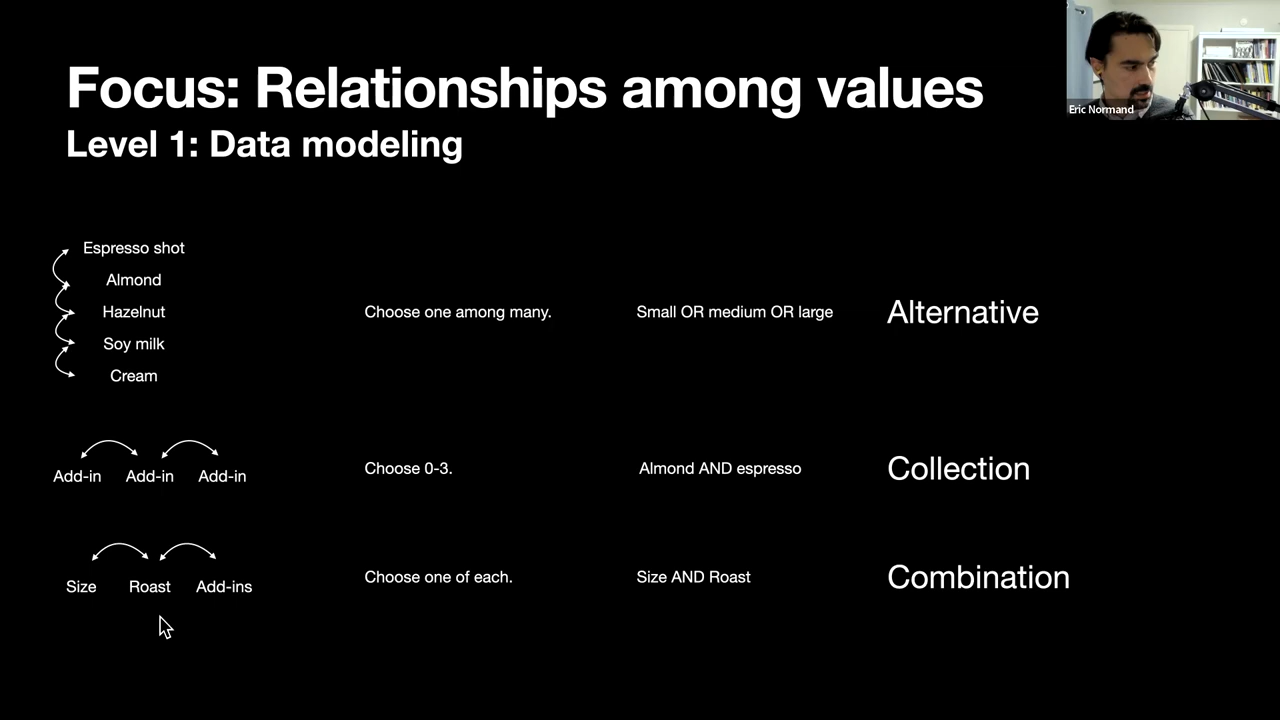 Focus: Relationships among values
Eric Normand
Level 1: Data modeling
Espresso shot
Almond
Hazelnut
Soy milk
Cream
Choose one among many.
Small OR medium OR large
Alternative
Add-in Add-in Add-in
Choose 0-3.
Almond AND espresso
Collection
Size Roast Add-ins
Choose one of each.
Size AND Roast
Combination